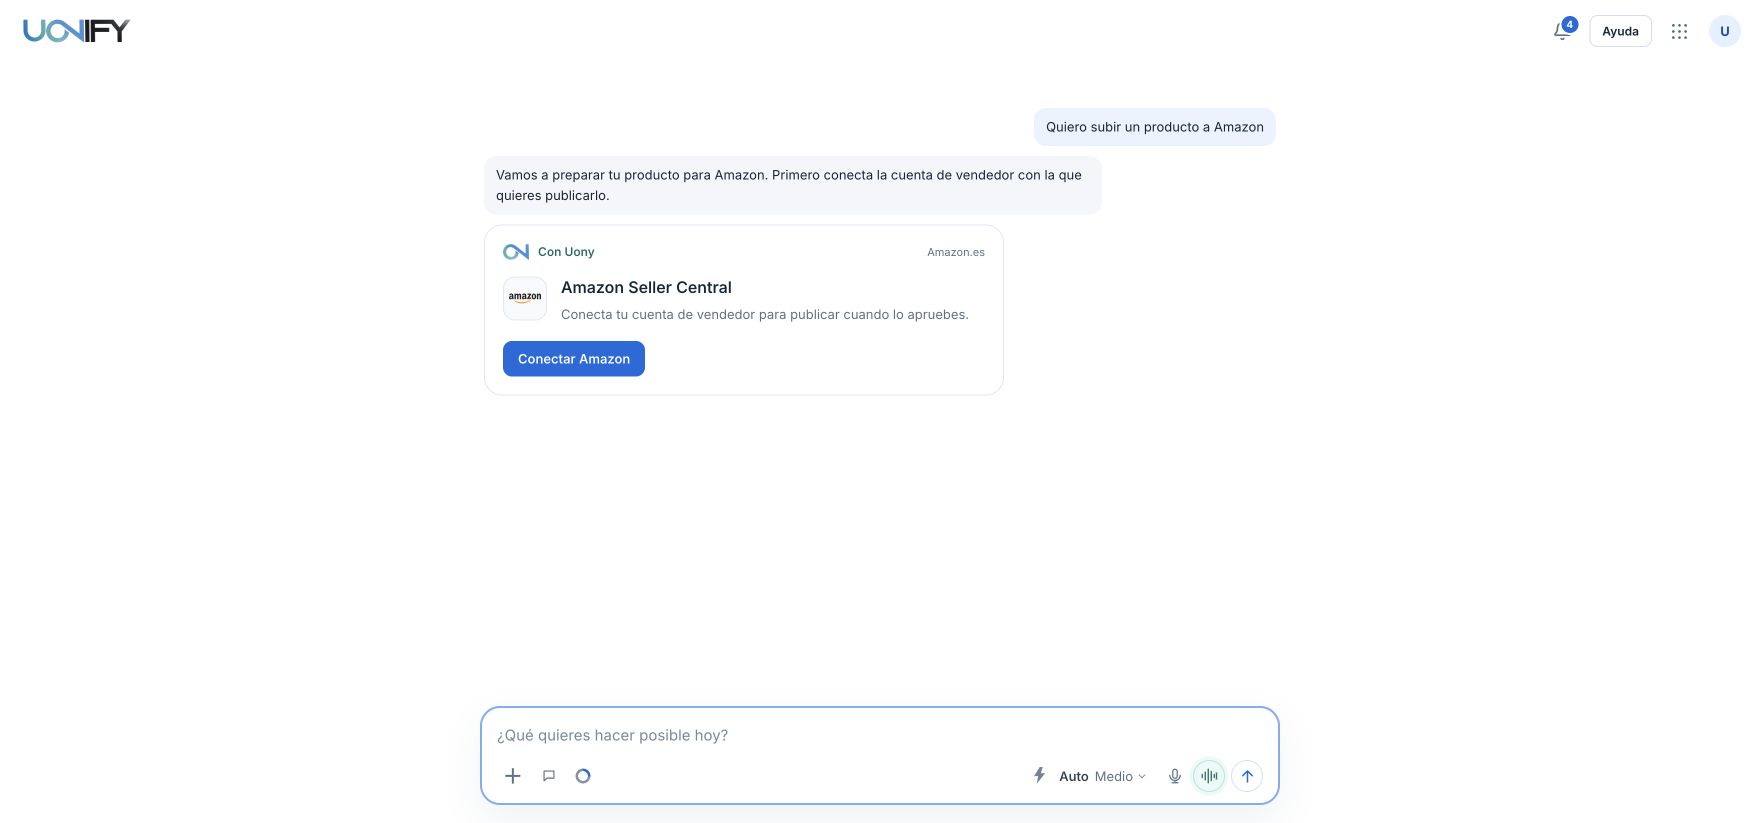 UONIFY
4
Ayuda
U
Quiero subir un producto a Amazon
Vamos a preparar tu producto para Amazon. Primero conecta la cuenta de vendedor con la que
quieres publicarlo.
Con Uony
Amazon.es
amazon
Amazon Seller Central
Conecta tu cuenta de vendedor para publicar cuando lo apruebes.
Conectar Amazon
¿Qué quieres hacer posible hoy?
Auto Medio